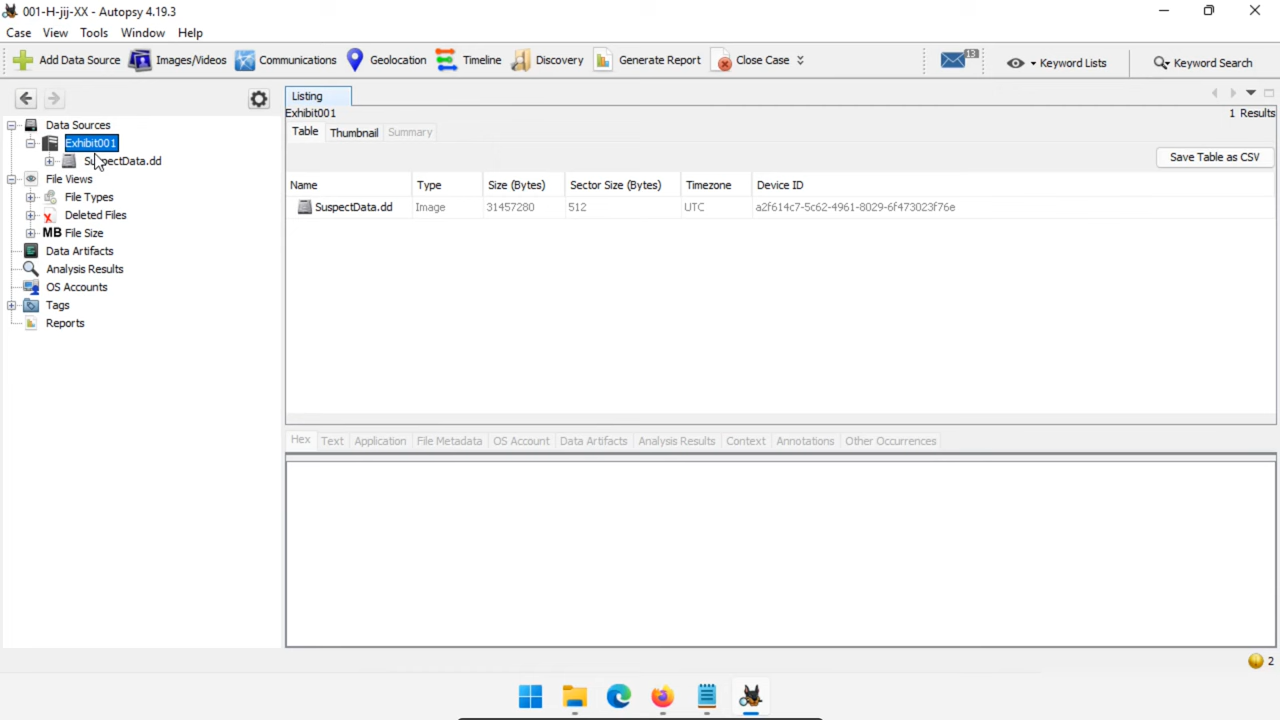 001-H-jij-XX - Autopsy 4.19.3
Case View Tools Window Help
Add Data Source Images/Videos Communications Geolocation Timeline Discovery Generate Report Close Case 13 Keyword Lists Keyword Search
Listing
Exhibit001 1 Results
Table Thumbnail Summary
Save Table as CSV
Name Type Size (Bytes) Sector Size (Bytes) Timezone Device ID
SuspectData.dd Image 31457280 512 UTC a2f614c7-5c62-4961-8029-6f473023f76e
Data Sources
Exhibit001
SuspectData.dd
File Views
File Types
Deleted Files
MB File Size
Data Artifacts
Analysis Results
OS Accounts
Tags
Reports
Hex Text Application File Metadata OS Account Data Artifacts Analysis Results Context Annotations Other Occurrences
2